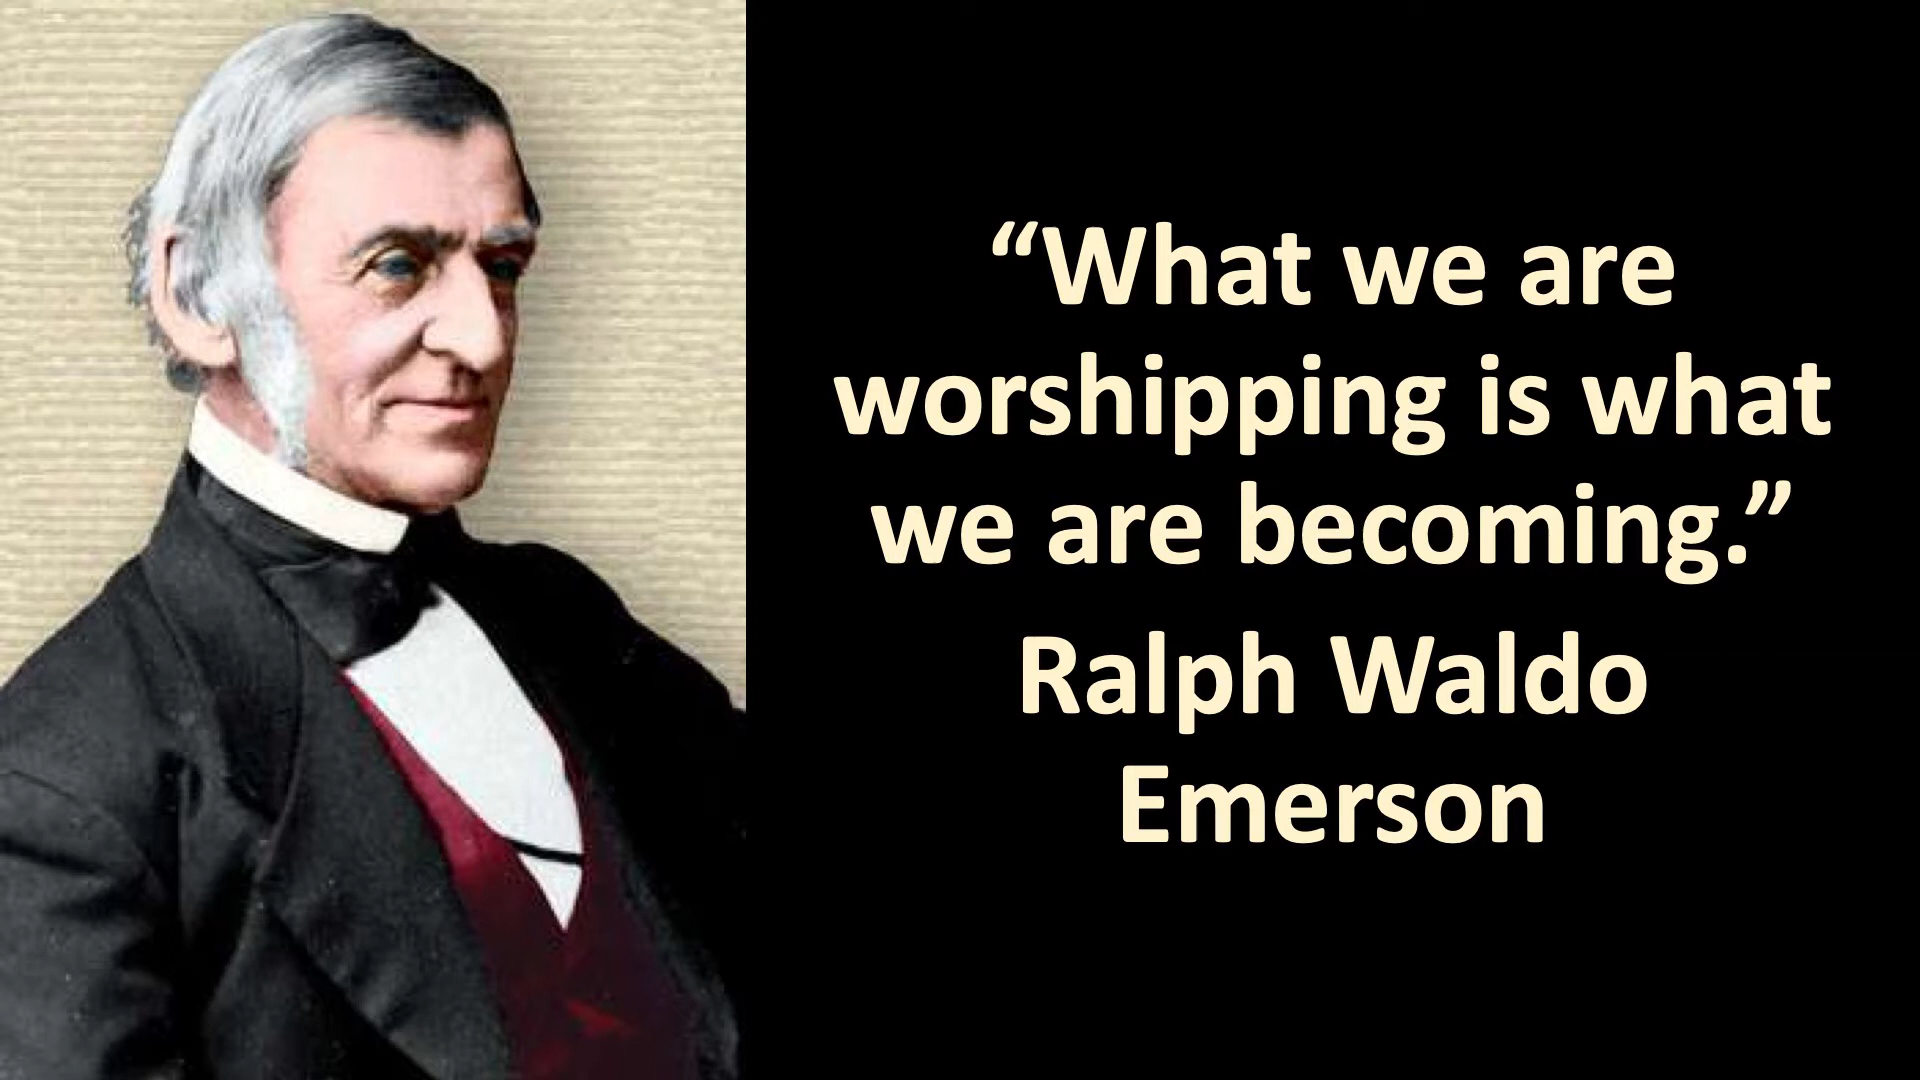 “What we are
worshipping is what
we are becoming.”
Ralph Waldo
Emerson